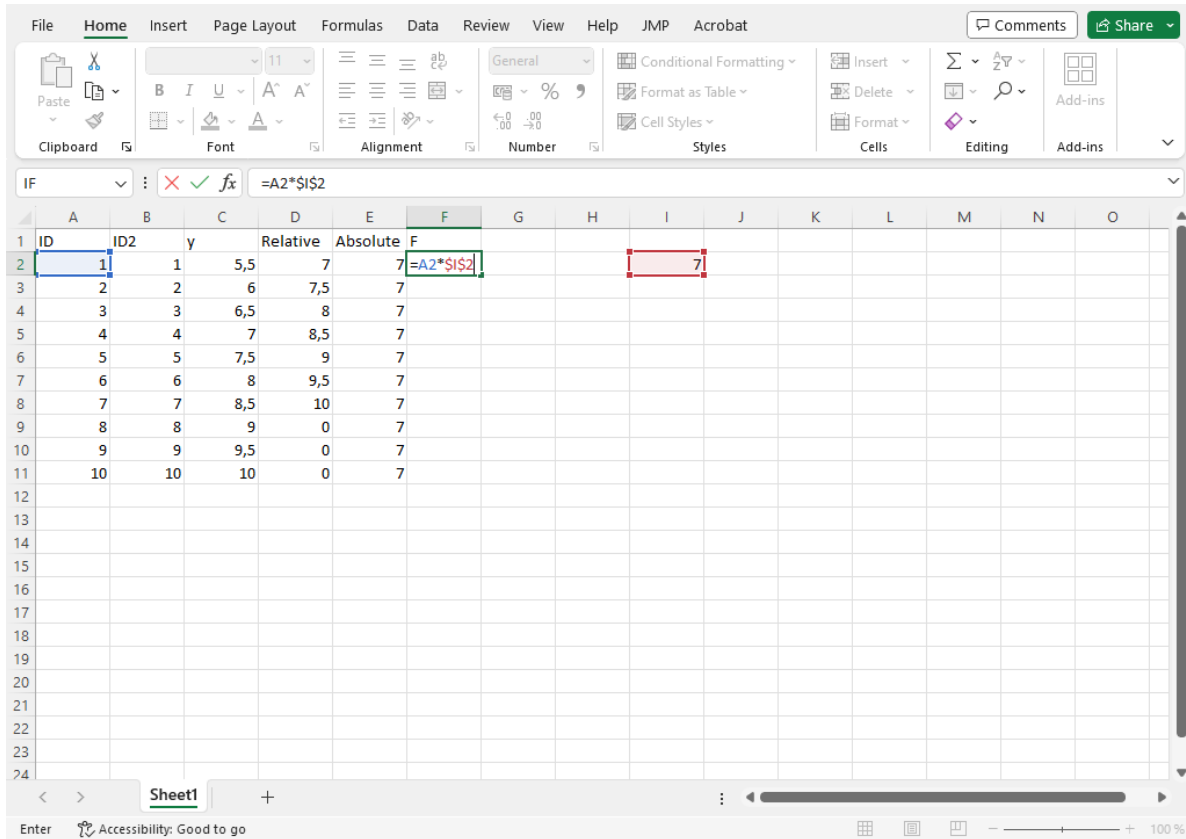 File Home Insert Page Layout Formulas Data Review View Help JMP Acrobat Comments Share
Paste
11
B I U A A
ab
General
%
Conditional Formatting
Format as Table
Cell Styles
Insert
Delete
Format
Add-ins
Clipboard Font Alignment Number Styles Cells Editing Add-ins
IF fx =A2*$I$2
A B C D E F G H I J K L M N O
1 ID ID2 y Relative Absolute F
2 1 1 5,5 7 7 =A2*$I$2 7
3 2 2 6 7,5 7
4 3 3 6,5 8 7
5 4 4 7 8,5 7
6 5 5 7,5 9 7
7 6 6 8 9,5 7
8 7 7 8,5 10 7
9 8 8 9 0 7
10 9 9 9,5 0 7
11 10 10 10 0 7
12
13
14
15
16
17
18
19
20
21
22
23
24
Sheet1
Enter Accessibility: Good to go 100 %